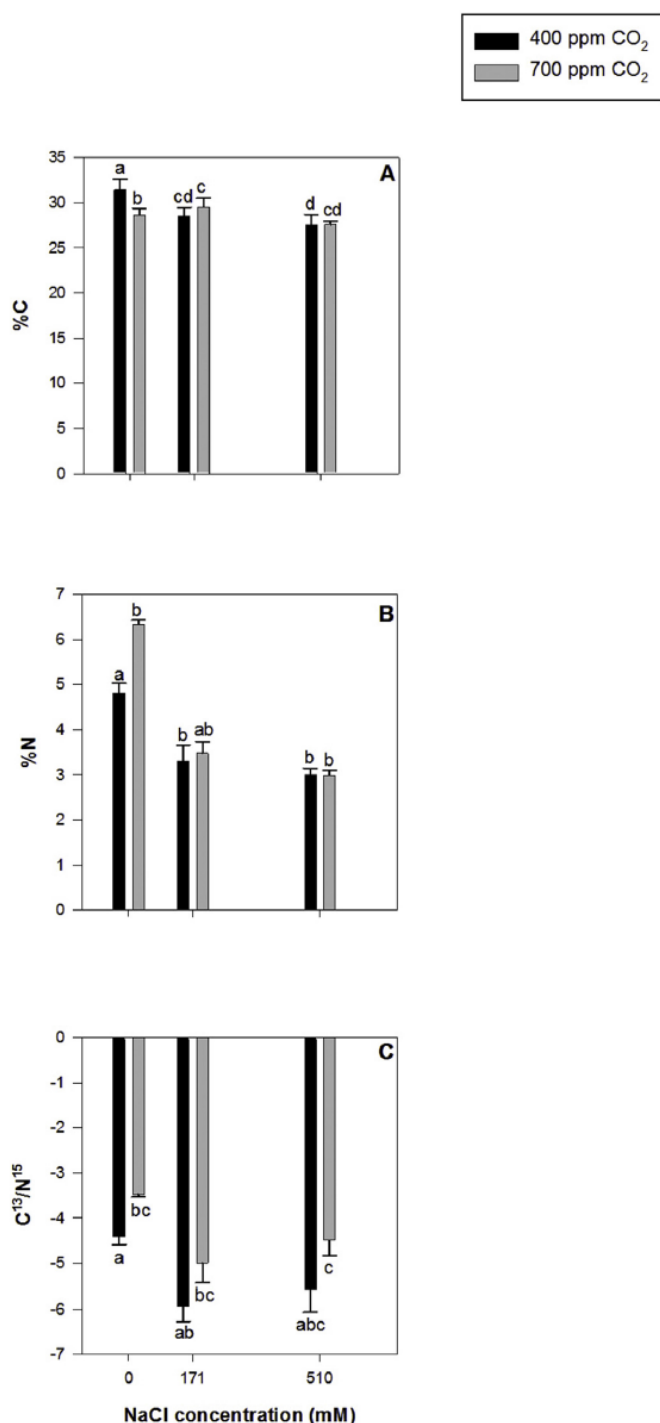 400 ppm CO₂
700 ppm CO₂
A
35
30
25
20
15
10
5
0
%C
a
b
cd
c
d
cd
B
7
6
5
4
3
2
1
0
%N
a
b
b
ab
b
b
C
0
-1
-2
-3
-4
-5
-6
-7
C¹³/N¹⁵
a
bc
ab
bc
abc
c
0 171 510
NaCl concentration (mM)